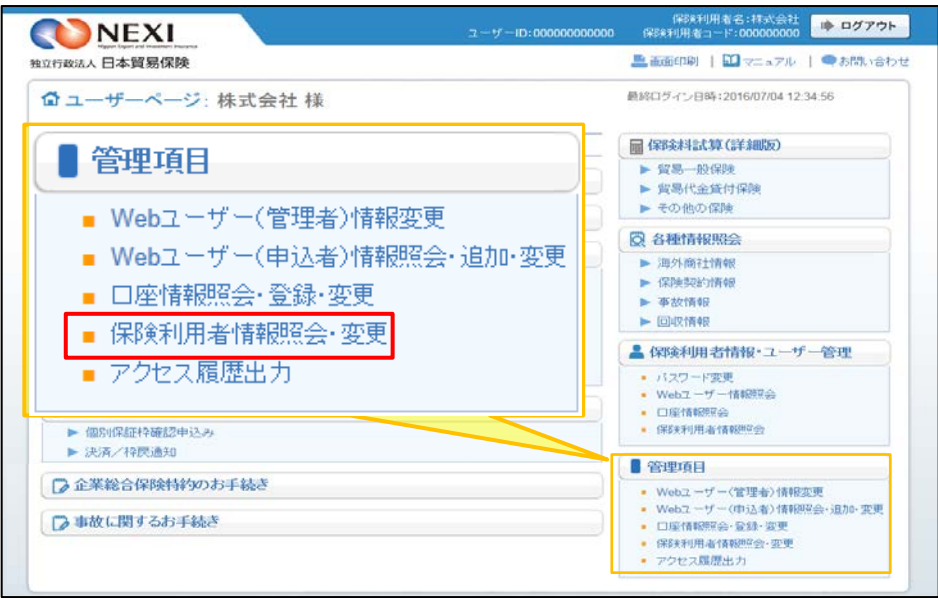 NEXI
Nippon Export and Investment Insurance
独立行政法人 日本貿易保険
ユーザーID:000000000000
保険利用者名:株式会社
保険利用者コード:000000000
ログアウト
画面印刷 | マニュアル | お問い合わせ
ユーザーページ: 株式会社 様
最終ログイン日時:2016/07/04 12:34:56
管理項目
Webユーザー(管理者)情報変更
Webユーザー(申込者)情報照会・追加・変更
口座情報照会・登録・変更
保険利用者情報照会・変更
アクセス履歴出力
個別保証枠確認申込み
決済/枠戻通知
企業総合保険特約のお手続き
事故に関するお手続き
保険料試算(詳細版)
貿易一般保険
貿易代金貸付保険
その他の保険
各種情報照会
海外商社情報
保険契約情報
事故情報
回収情報
保険利用者情報・ユーザー管理
パスワード変更
Webユーザー情報照会
口座情報照会
保険利用者情報照会
管理項目
Webユーザー(管理者)情報変更
Webユーザー(申込者)情報照会・追加・変更
口座情報照会・登録・変更
保険利用者情報照会・変更
アクセス履歴出力